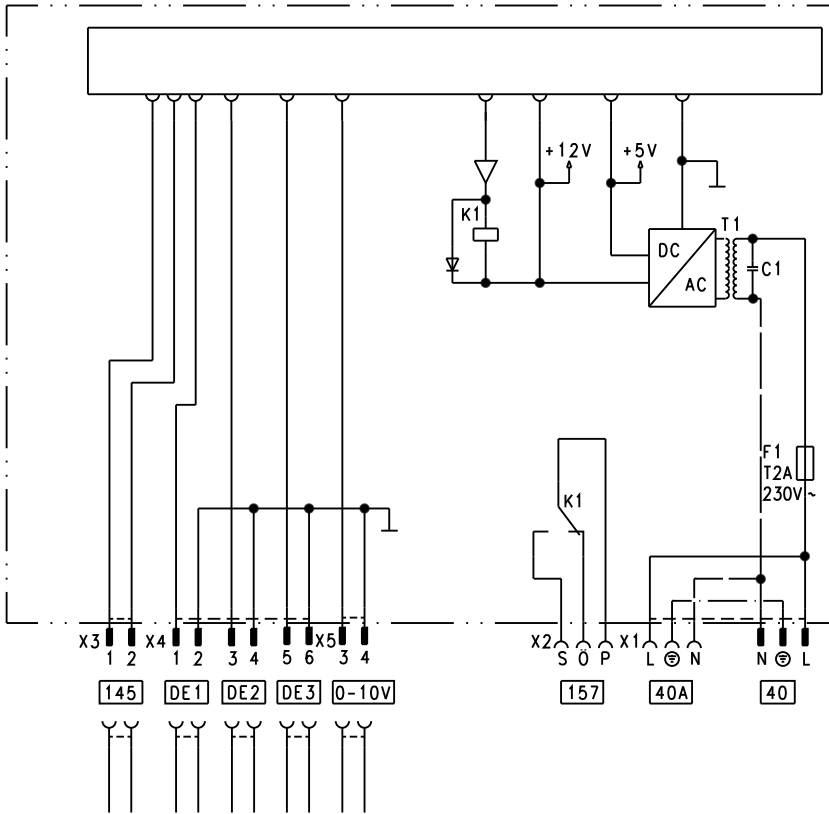 +12V +5V
K1
T1
DC
AC
C1
F1
T2A
230V~
K1
X3 X4 X5 X2 X1
1 2 1 2 3 4 5 6 3 4 S Ö P L N N L
145 DE1 DE2 DE3 0-10V 157 40A 40